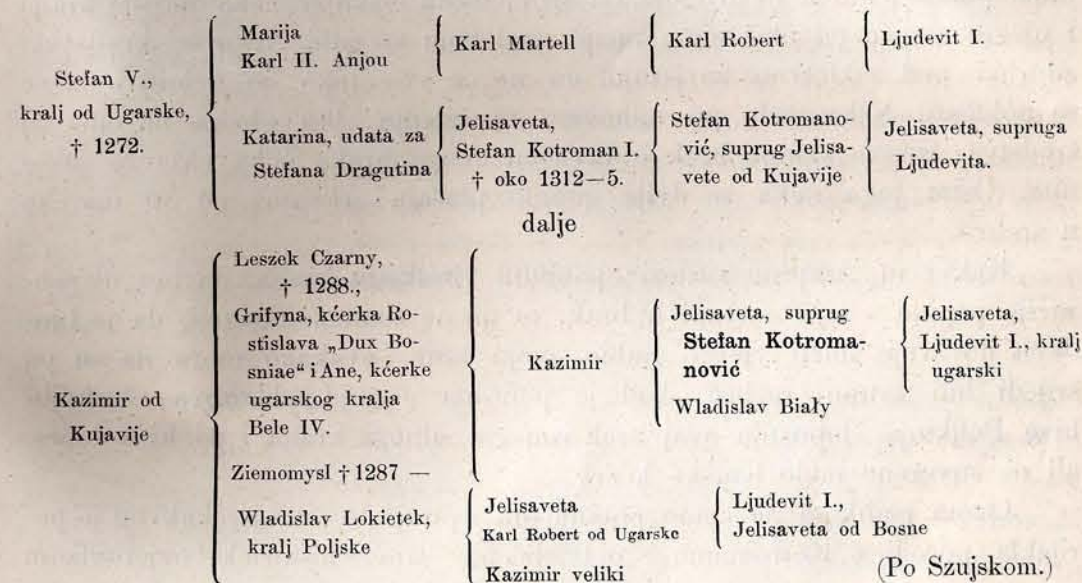 Stefan V.,
kralj od Ugarske,
† 1272.
Marija
Karl II. Anjou
Karl Martell
Karl Robert
Ljudevit I.
Katarina, udata za
Stefana Dragutina
Jelisaveta,
Stefan Kotroman I.
† oko 1312—5.
Stefan Kotromano-
vić, suprug Jelisa-
vete od Kujavije
Jelisaveta, supruga
Ljudevita.
dalje
Kazimir od
Kujavije
Leszek Czarny,
† 1288.,
Grifyna, kćerka Ro-
stislava „Dux Bo-
sniae“ i Ane, kćerke
ugarskog kralja
Bele IV.
Ziemomysl † 1287 —
Kazimir
Jelisaveta, suprug
Stefan Kotroma-
nović
Wladislav Biały
Jelisaveta,
Ljudevit I., kralj
ugarski
Wladislav Lokietek,
kralj Poljske
Jelisaveta
Karl Robert od Ugarske
Kazimir veliki
Ljudevit I.,
Jelisaveta od Bosne
(Po Szujskom.)